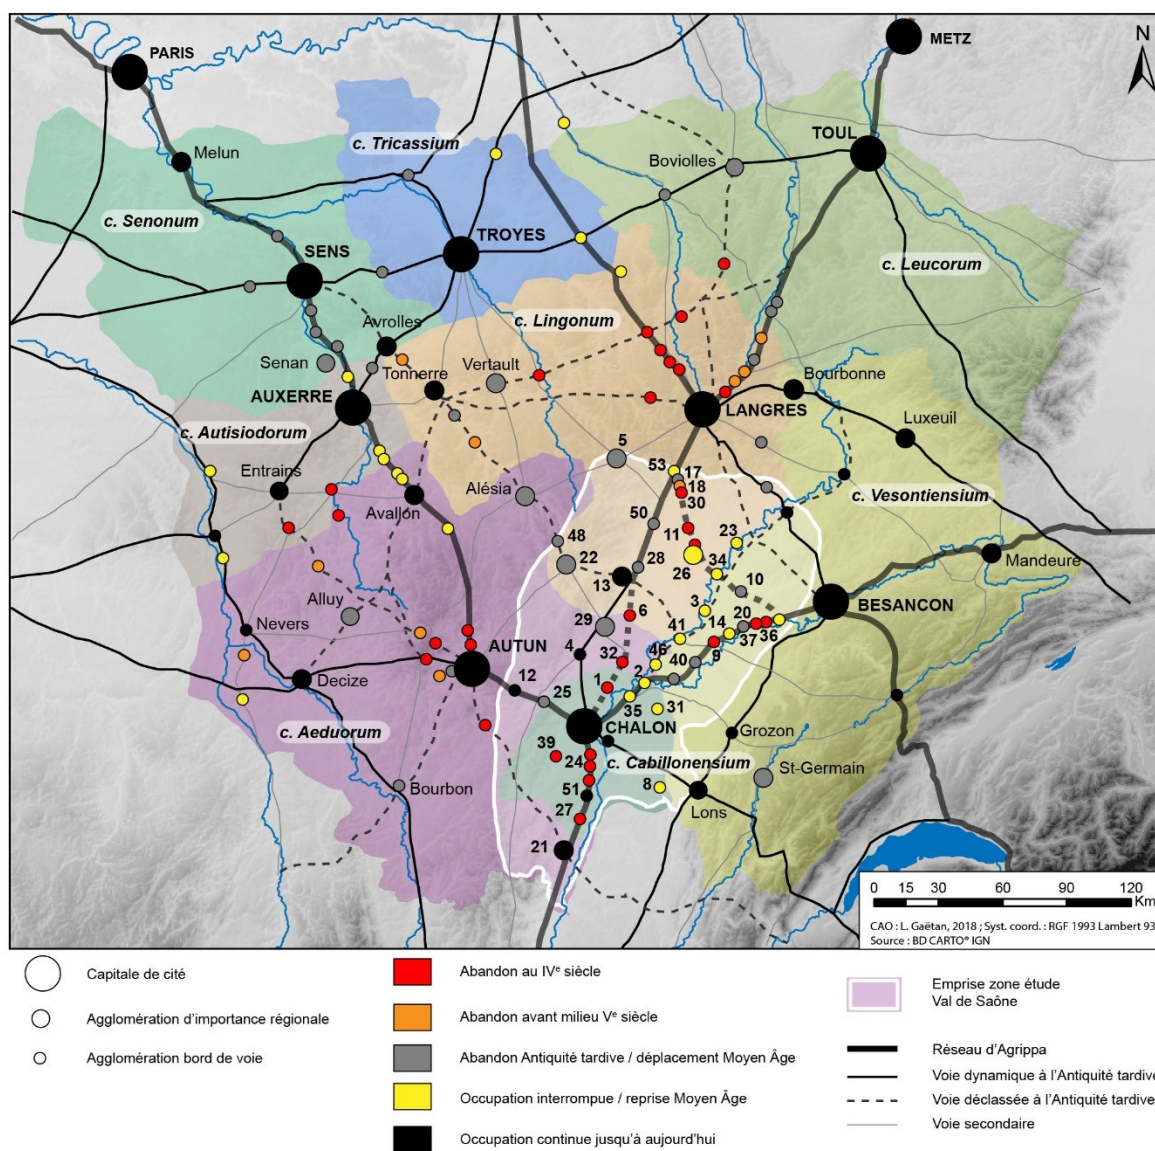 PARIS
METZ
N
TOUL
c. Tricassium
Melun
Boviolles
c. Senonum
SENS
TROYES
c. Leucorum
Avrolles
c. Lingonum
Senan
Tonnerre
Vertault
Bourbonne
AUXERRE
LANGRES
Luxeuil
c. Autisiodorum
5
53
17
18
30
c. Vesontiensium
Entrains
Alésia
Avallon
50
11
23
48
22
28
26
34
Mandeure
13
10
Alluy
6
3
BESANCON
29
14
20
Nevers
41
37
36
AUTUN
4
32
46
40
9
Decize
12
1
2
25
35
31
CHALON
Grozon
c. Aeduorum
39
24
c. Cabillonensium
St-Germain
Bourbon
51
8
27
Lons
21
0 15 30 60 90 120
Km
CAO : L. Gaëtan, 2018 ; Syst. coord. : RGF 1993 Lambert 93
Source : BD CARTO® IGN
Capitale de cité
Agglomération d'importance régionale
Agglomération bord de voie
Abandon au IVe siècle
Abandon avant milieu Ve siècle
Abandon Antiquité tardive / déplacement Moyen Âge
Occupation interrompue / reprise Moyen Âge
Occupation continue jusqu'à aujourd'hui
Emprise zone étude
Val de Saône
Réseau d'Agrippa
Voie dynamique à l'Antiquité tardive
Voie déclassée à l'Antiquité tardive
Voie secondaire